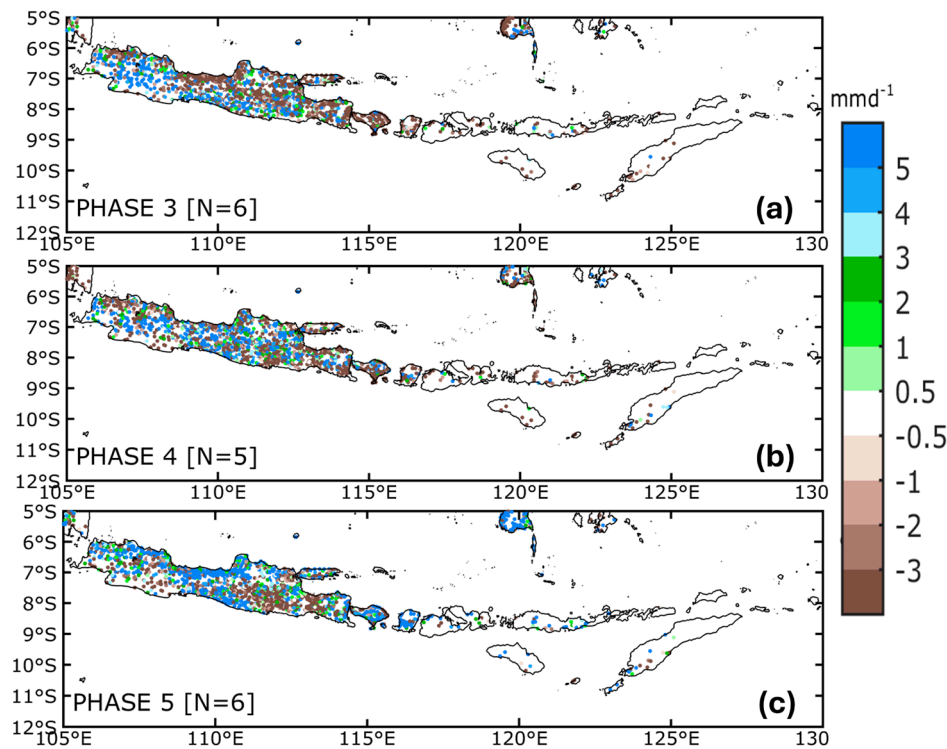 5°S
6°S
7°S
8°S
9°S
10°S
11°S
12°S
PHASE 3 [N=6]
(a)
105°E 110°E 115°E 120°E 125°E 130
5°S
6°S
7°S
8°S
9°S
10°S
11°S
12°S
PHASE 4 [N=5]
(b)
105°E 110°E 115°E 120°E 125°E 130
5°S
6°S
7°S
8°S
9°S
10°S
11°S
12°S
PHASE 5 [N=6]
(c)
105°E 110°E 115°E 120°E 125°E 130
mmd-1
5
4
3
2
1
0.5
-0.5
-1
-2
-3